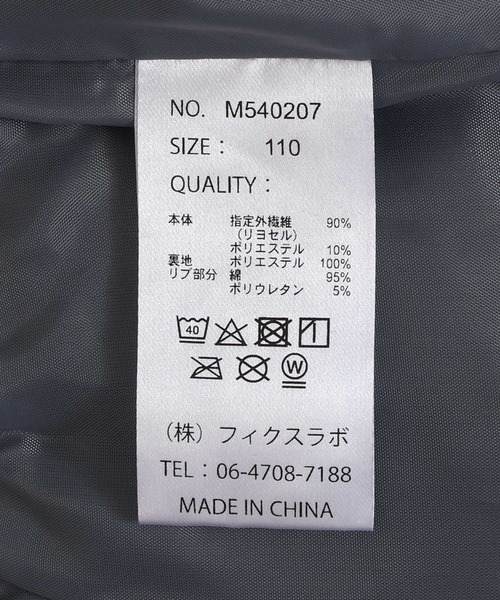 NO. M540207
SIZE： 110
QUALITY：
本体 指定外繊維 90%
（リヨセル）
ポリエステル 10%
裏地 ポリエステル 100%
リブ部分 綿 95%
ポリウレタン 5%
40
W
（株）フィクスラボ
TEL：06-4708-7188
MADE IN CHINA